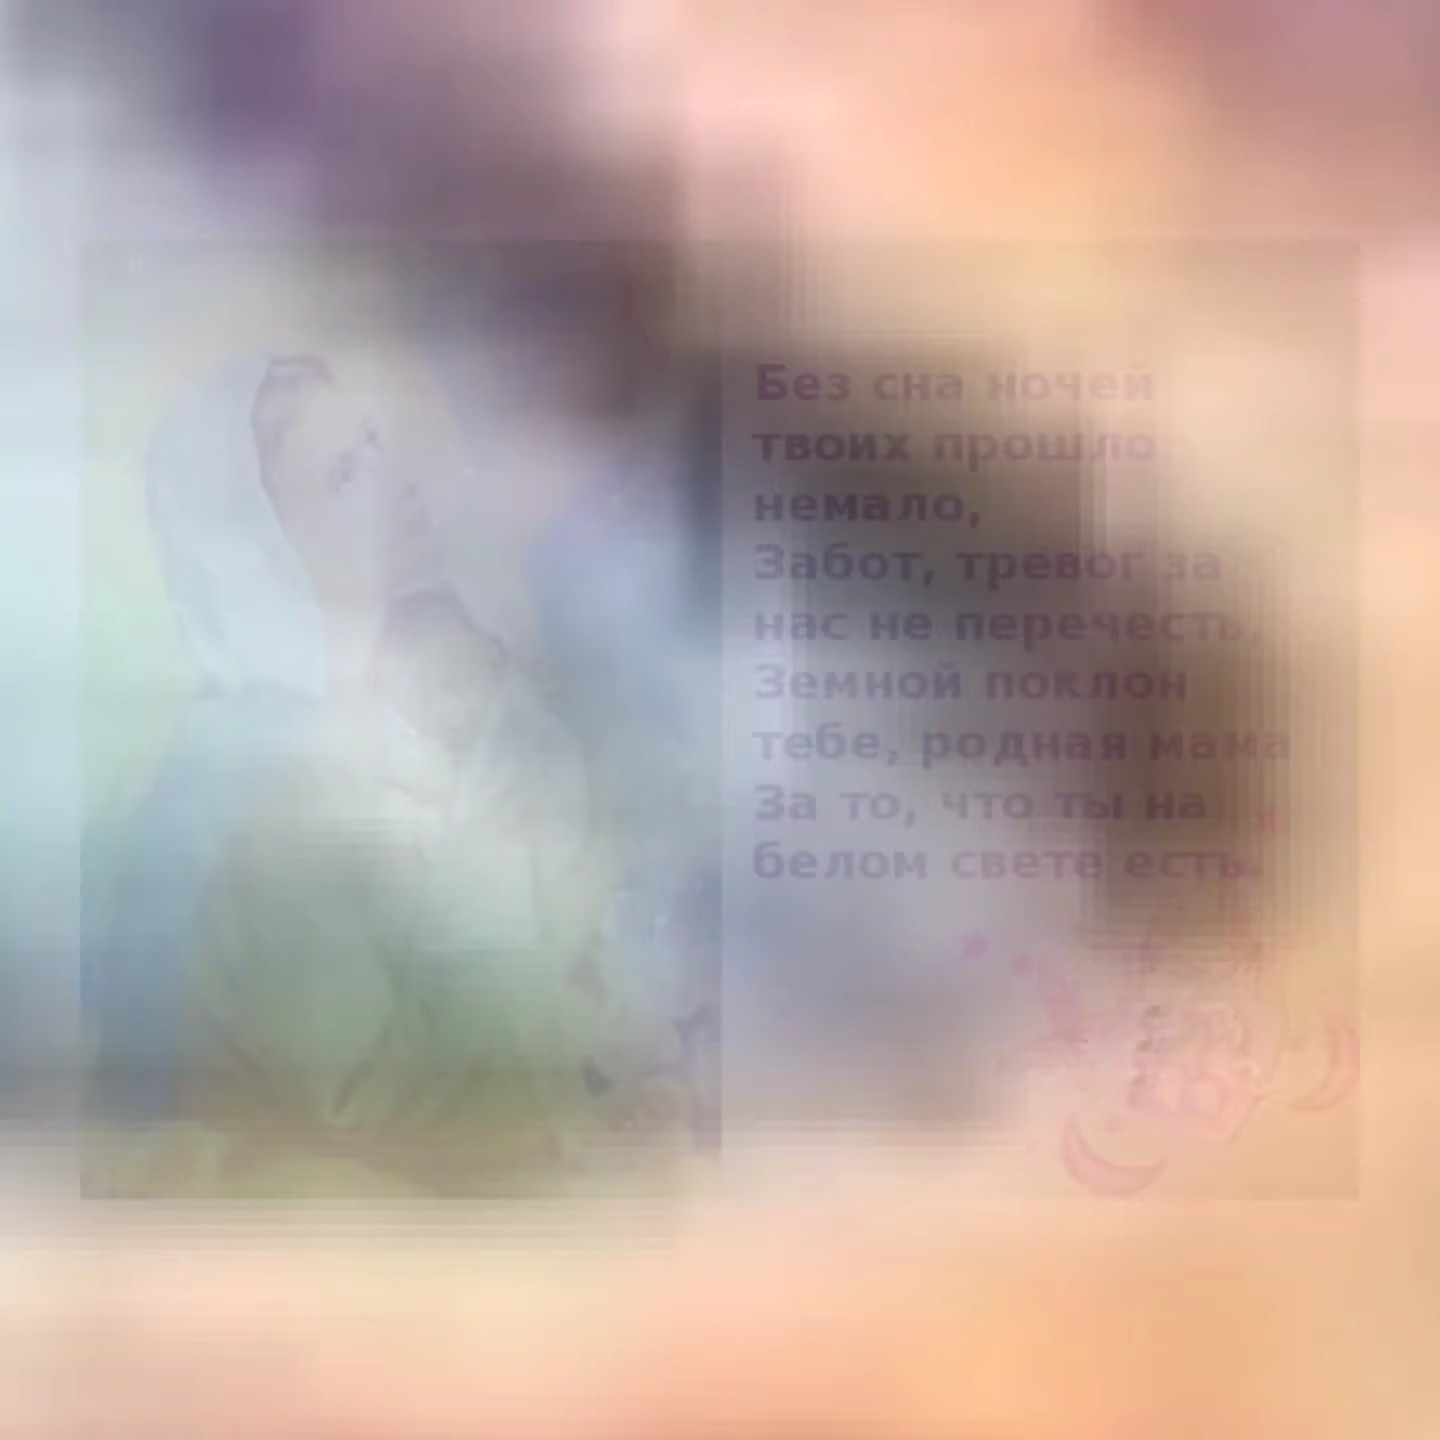 Без сна ночей
твоих прошло
немало,
Забот, тревог за
нас не перечесть,
Земной поклон
тебе, родная мама
За то, что ты на
белом свете есть.